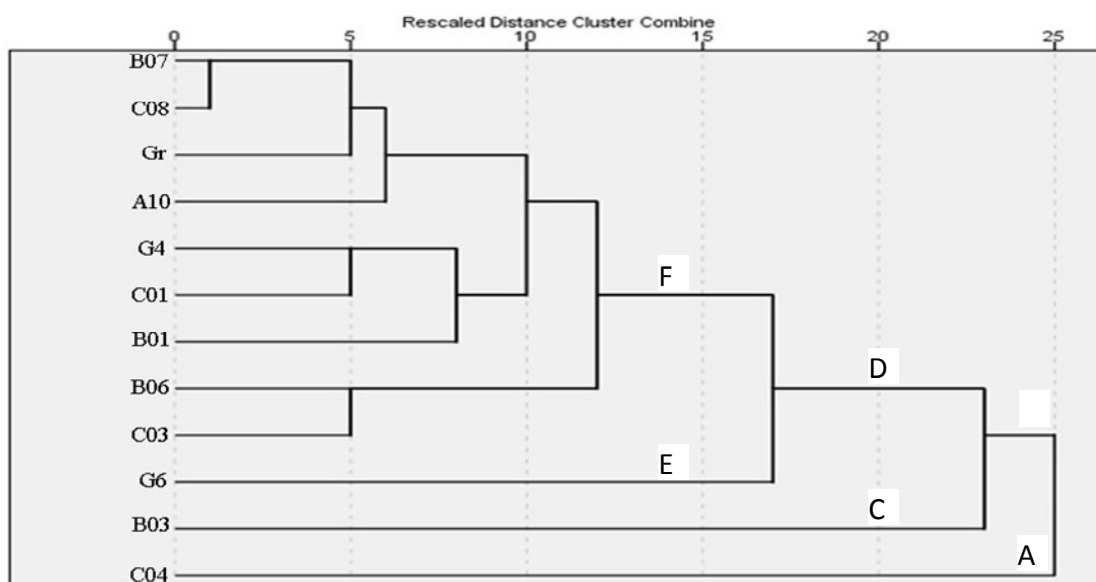 Rescaled Distance Cluster Combine
0 5 10 15 20 25
B07
C08
Gr
A10
G4
C01
B01
F
B06
D
C03
G6
E
B03
C
C04
A